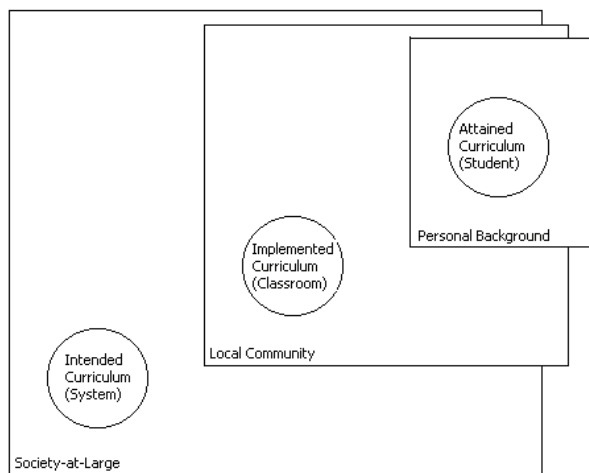 Attained
Curriculum
(Student)
Personal Background
Implemented
Curriculum
(Classroom)
Local Community
Intended
Curriculum
(System)
Society-at-Large